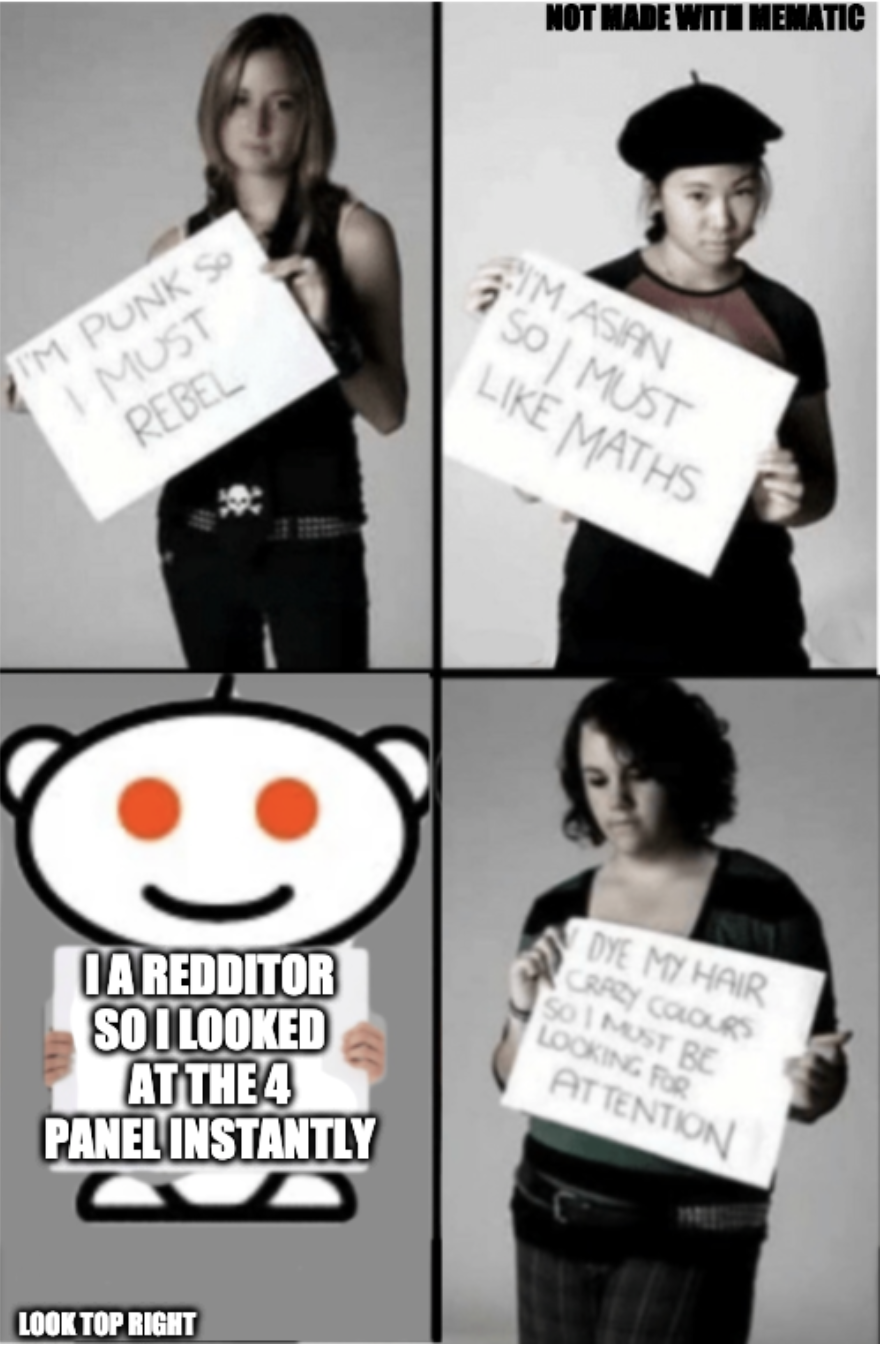 NOT MADE WITH MEMATIC
I'M PUNK SO
I MUST
REBEL
I'M ASIAN
SO I MUST
LIKE MATHS
I A REDDITOR
SO I LOOKED
AT THE 4
PANEL INSTANTLY
LOOK TOP RIGHT
I DYE MY HAIR
CRAZY COLOURS
SO I MUST BE
LOOKING FOR
ATTENTION